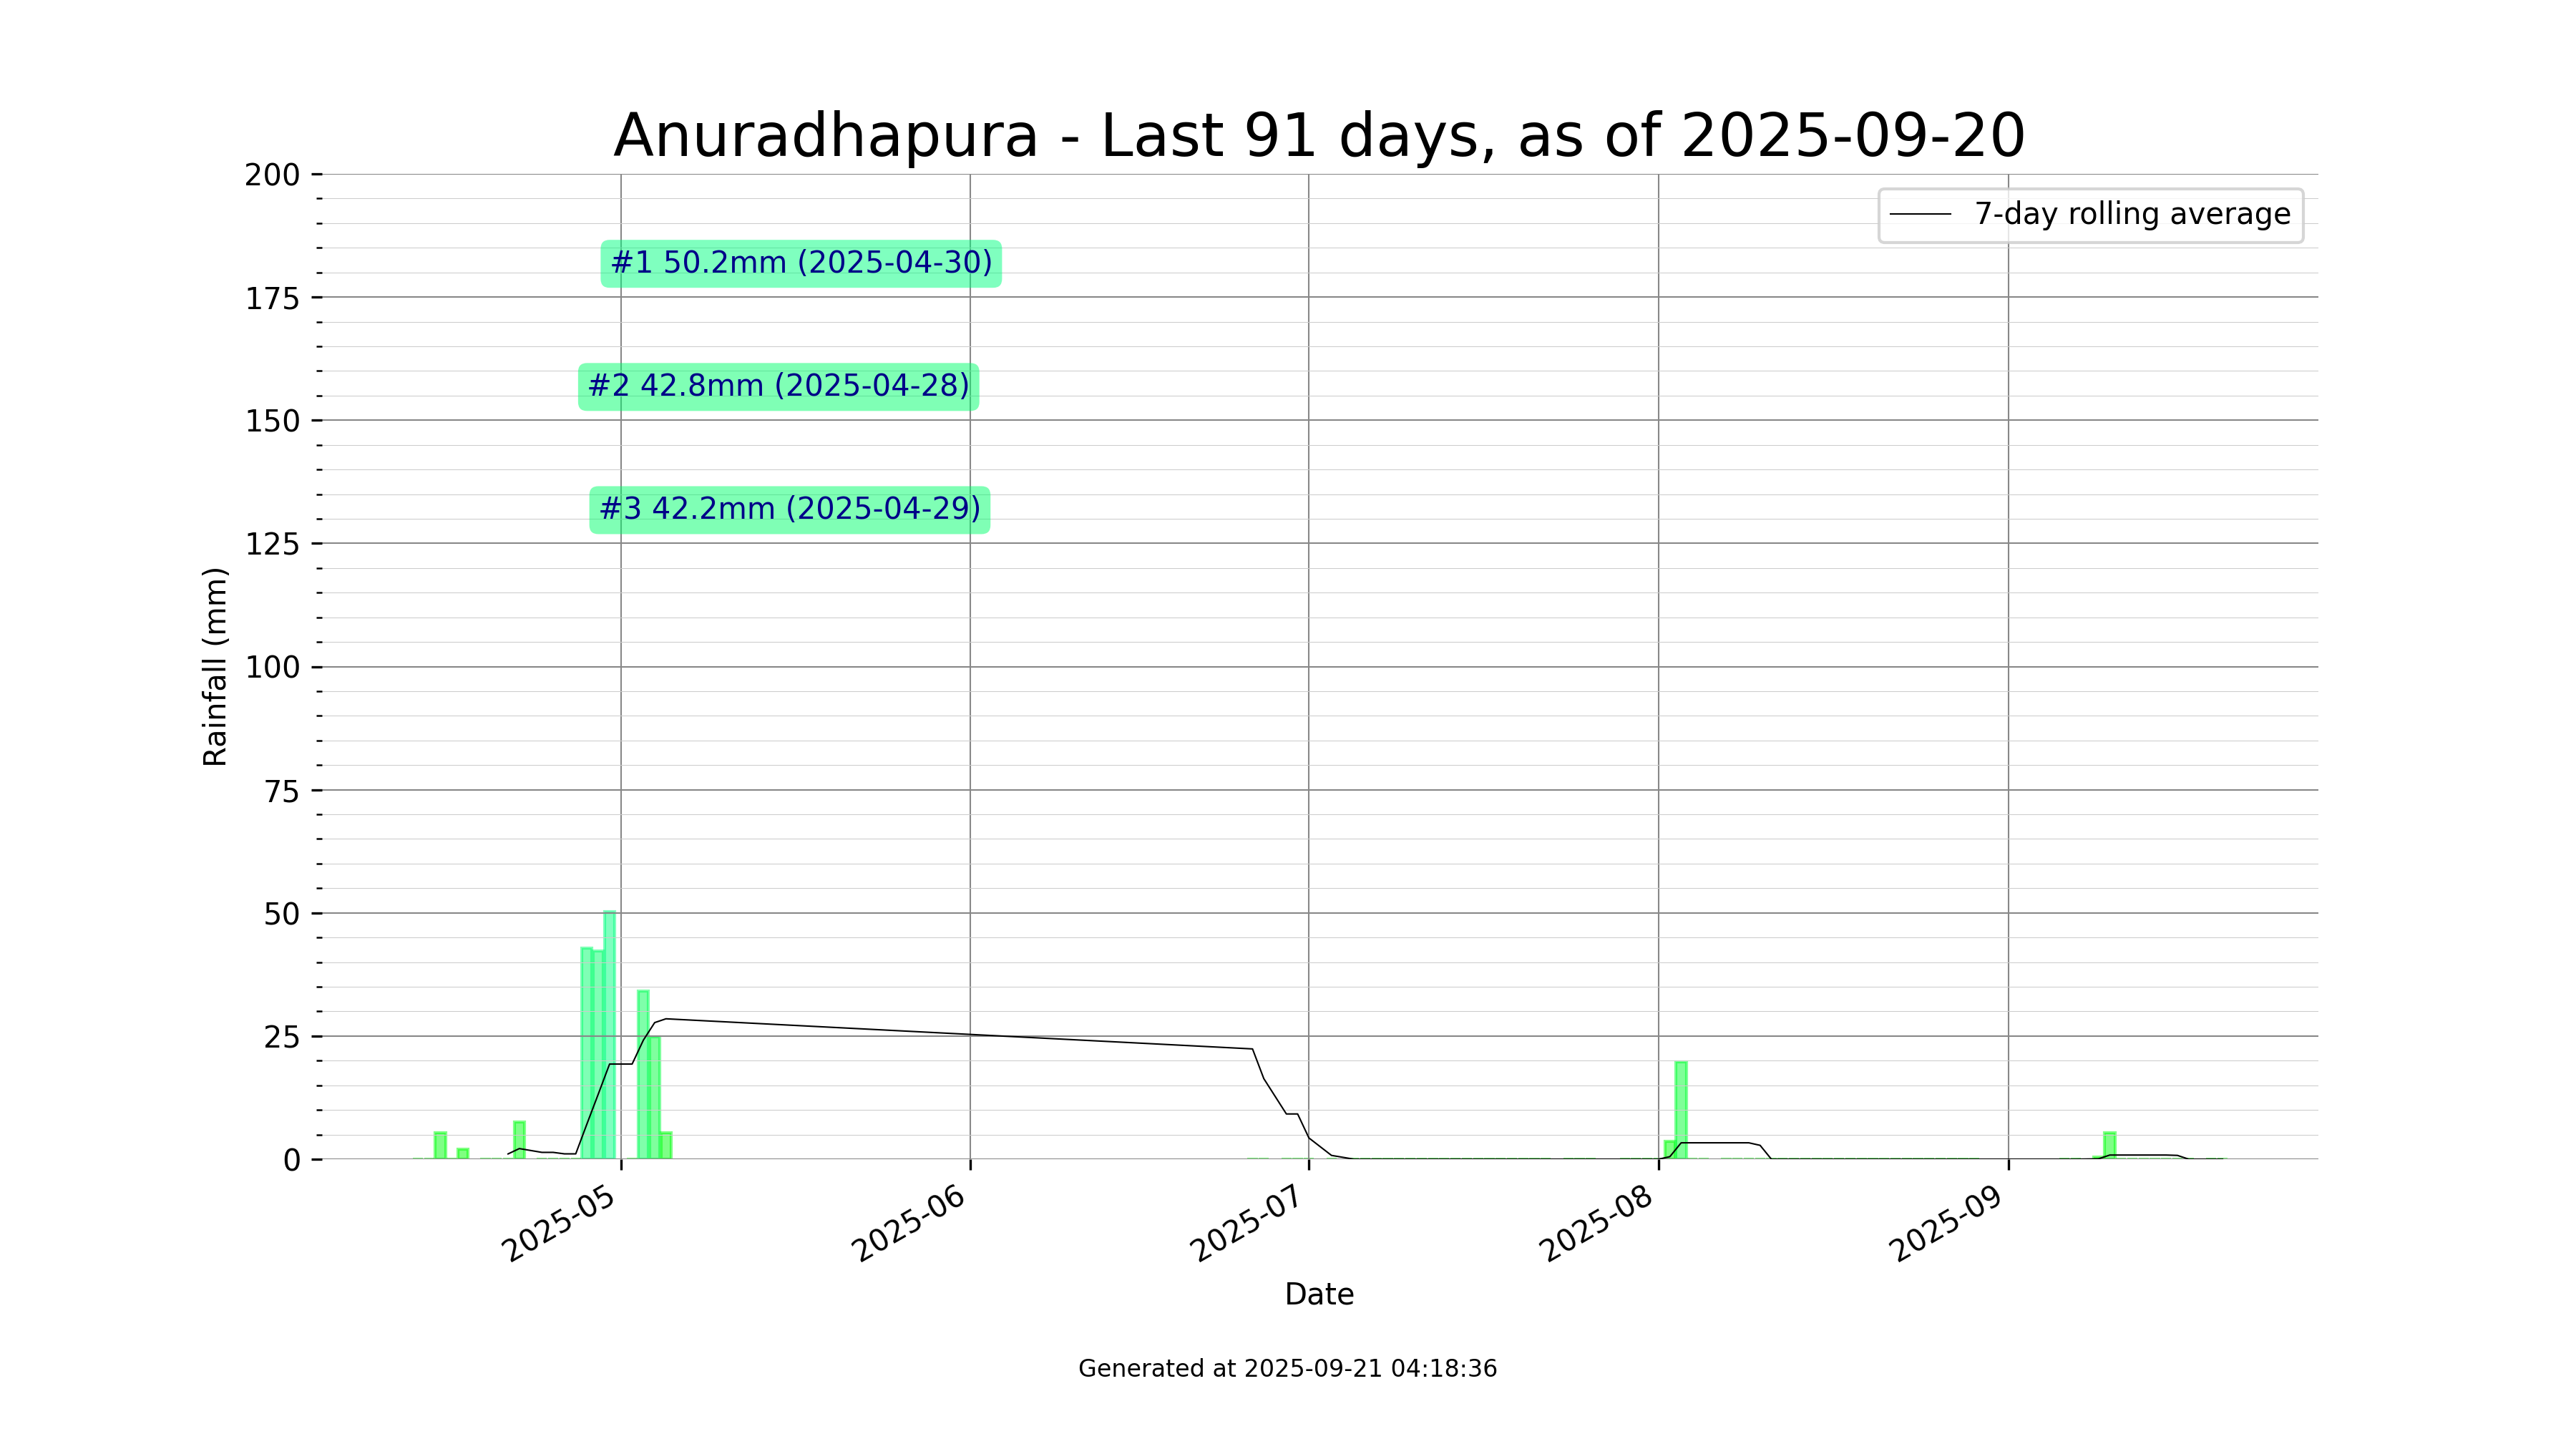 Anuradhapura - Last 91 days, as of 2025-09-20
7-day rolling average
#1 50.2mm (2025-04-30)
#2 42.8mm (2025-04-28)
#3 42.2mm (2025-04-29)
Rainfall (mm)
200
175
150
125
100
75
50
25
0
2025-05
2025-06
2025-07
2025-08
2025-09
Date
Generated at 2025-09-21 04:18:36